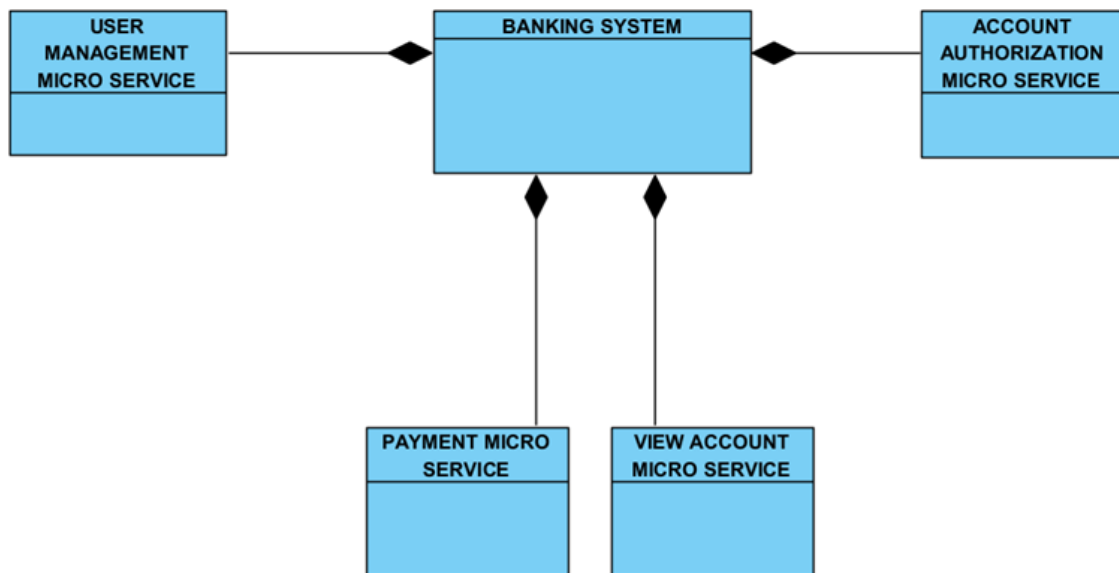 USER
MANAGEMENT
MICRO SERVICE
BANKING SYSTEM
ACCOUNT
AUTHORIZATION
MICRO SERVICE
PAYMENT MICRO
SERVICE
VIEW ACCOUNT
MICRO SERVICE